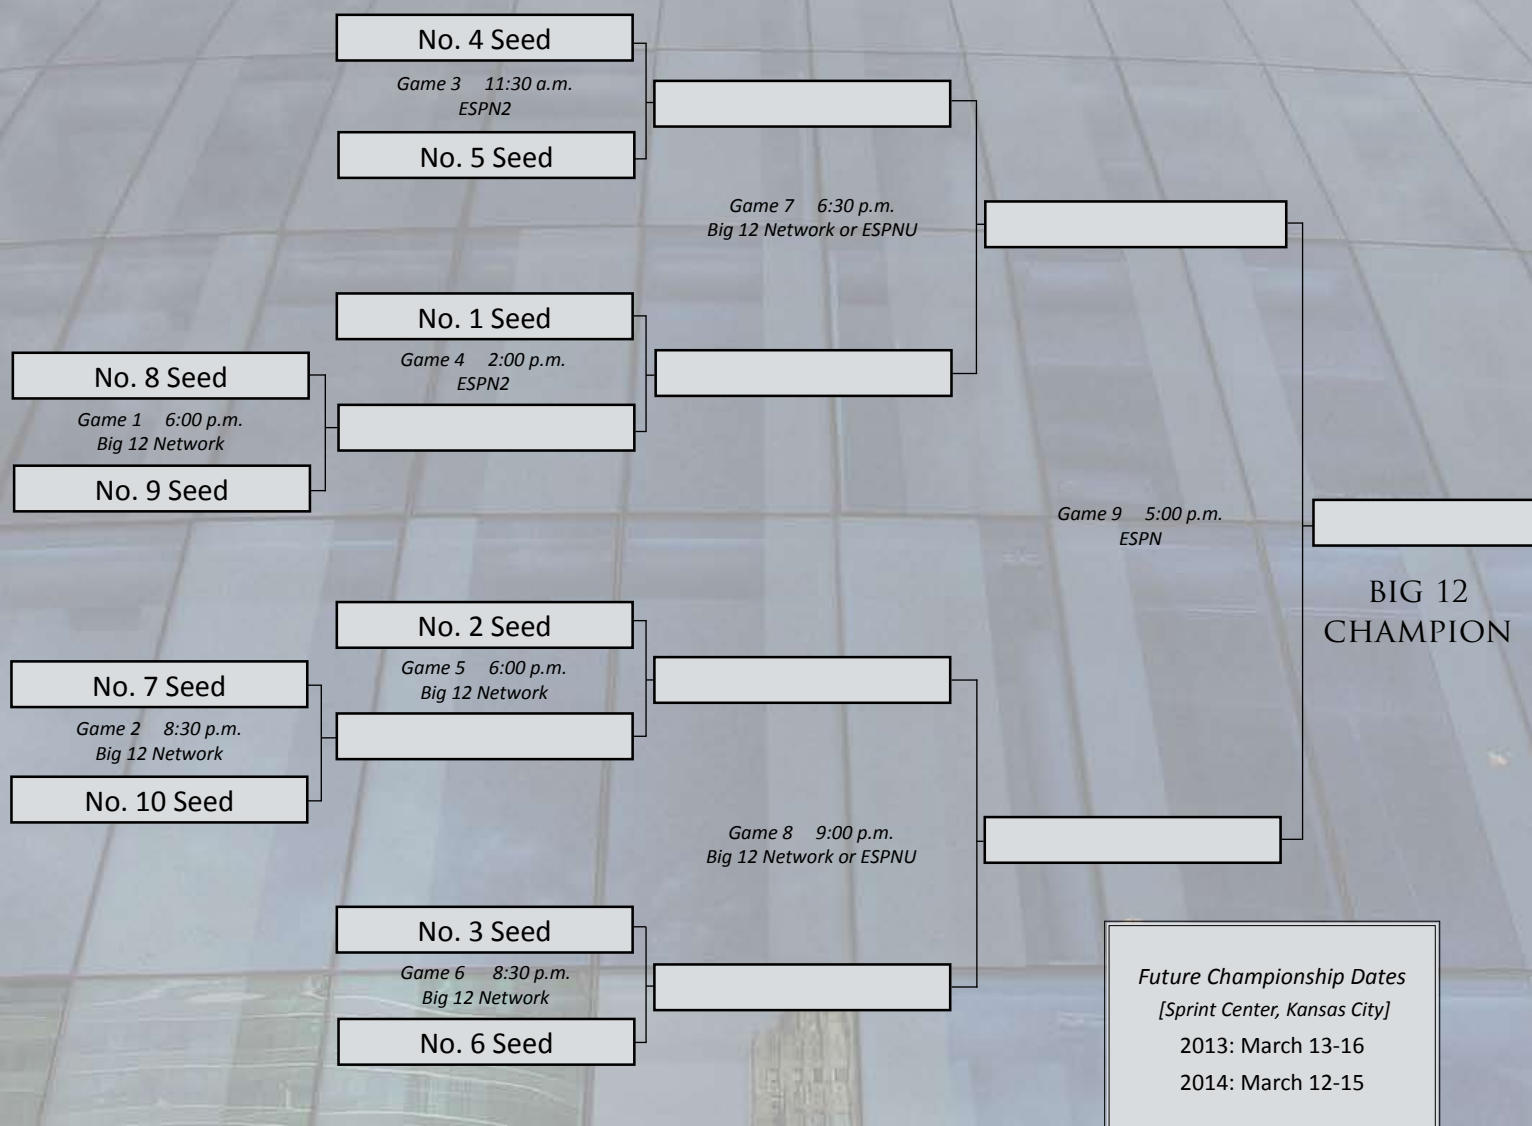 No. 4 Seed
Game 3 11:30 a.m.
ESPN2
No. 5 Seed
Game 7 6:30 p.m.
Big 12 Network or ESPNU
No. 1 Seed
Game 4 2:00 p.m.
ESPN2
No. 8 Seed
Game 1 6:00 p.m.
Big 12 Network
No. 9 Seed
Game 9 5:00 p.m.
ESPN
BIG 12
CHAMPION
No. 2 Seed
Game 5 6:00 p.m.
Big 12 Network
No. 7 Seed
Game 2 8:30 p.m.
Big 12 Network
No. 10 Seed
Game 8 9:00 p.m.
Big 12 Network or ESPNU
No. 3 Seed
Game 6 8:30 p.m.
Big 12 Network
No. 6 Seed
Future Championship Dates
[Sprint Center, Kansas City]
2013: March 13-16
2014: March 12-15